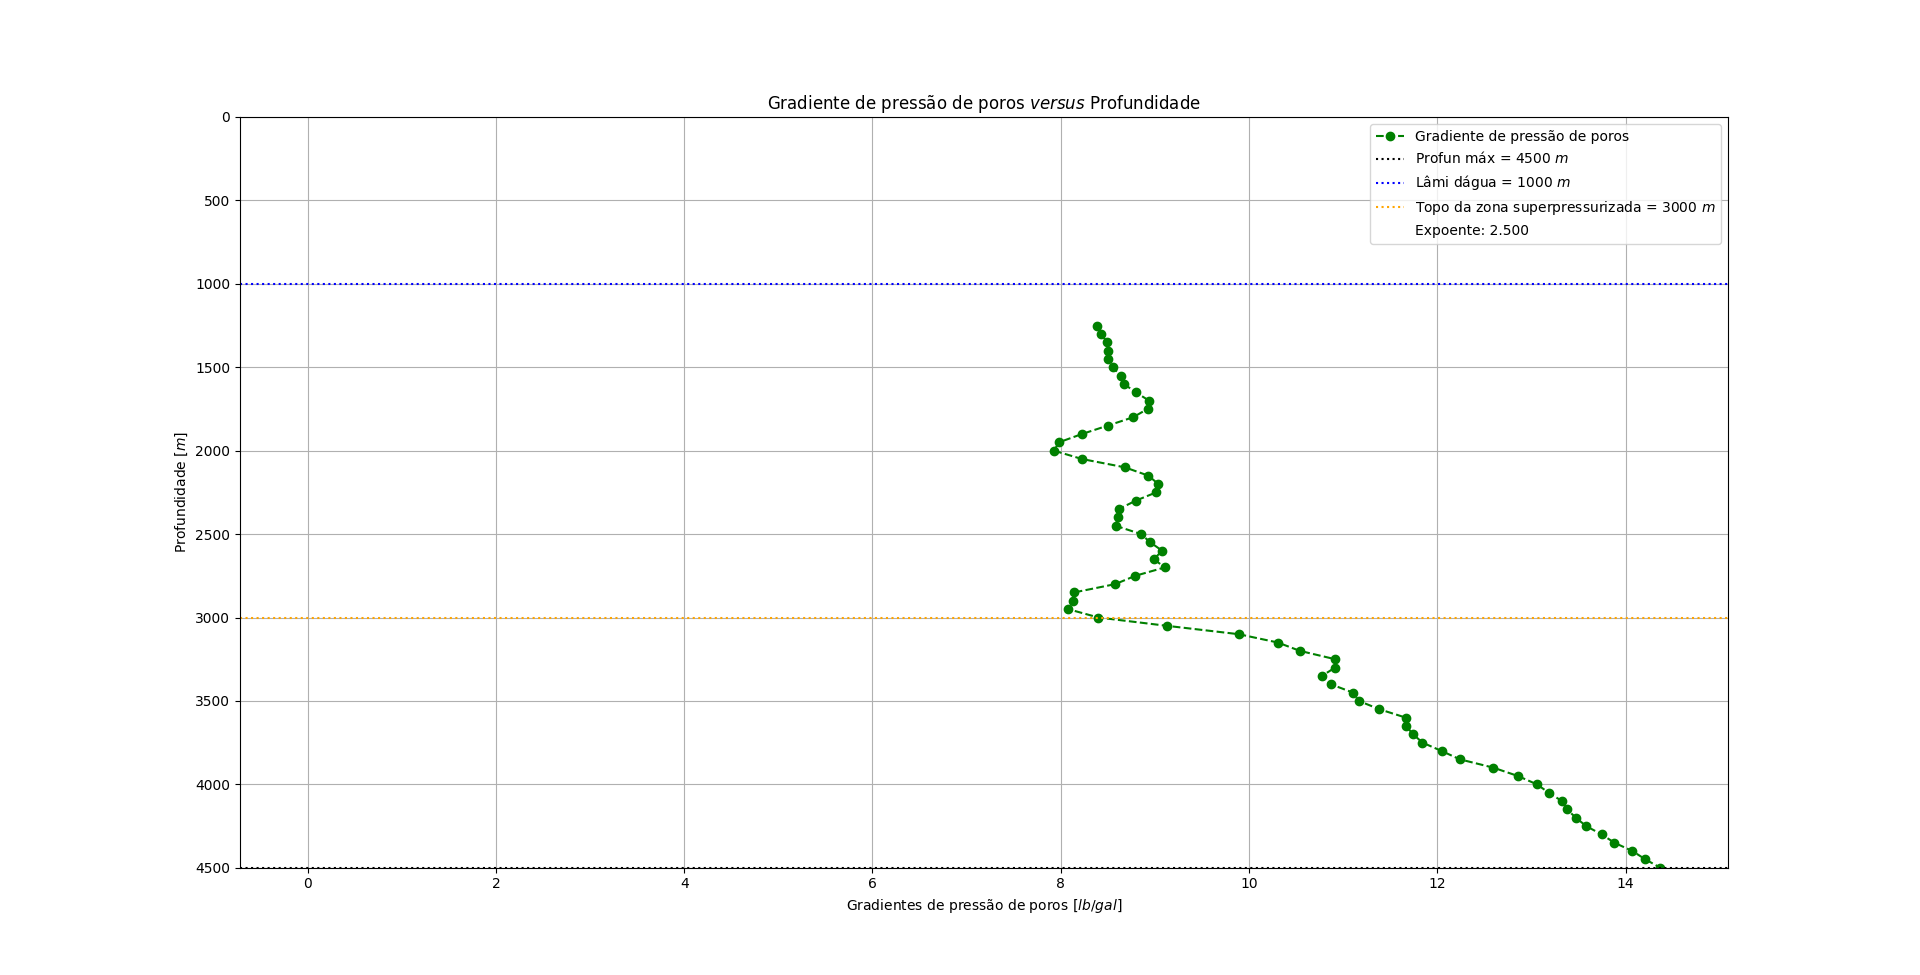 Gradiente de pressão de poros versus Profundidade
Gradiente de pressão de poros
Profun máx = 4500 m
Lâmi dágua = 1000 m
Topo da zona superpressurizada = 3000 m
Expoente: 2.500
Profundidade [m]
0
500
1000
1500
2000
2500
3000
3500
4000
4500
0 2 4 6 8 10 12 14
Gradientes de pressão de poros [lb/gal]